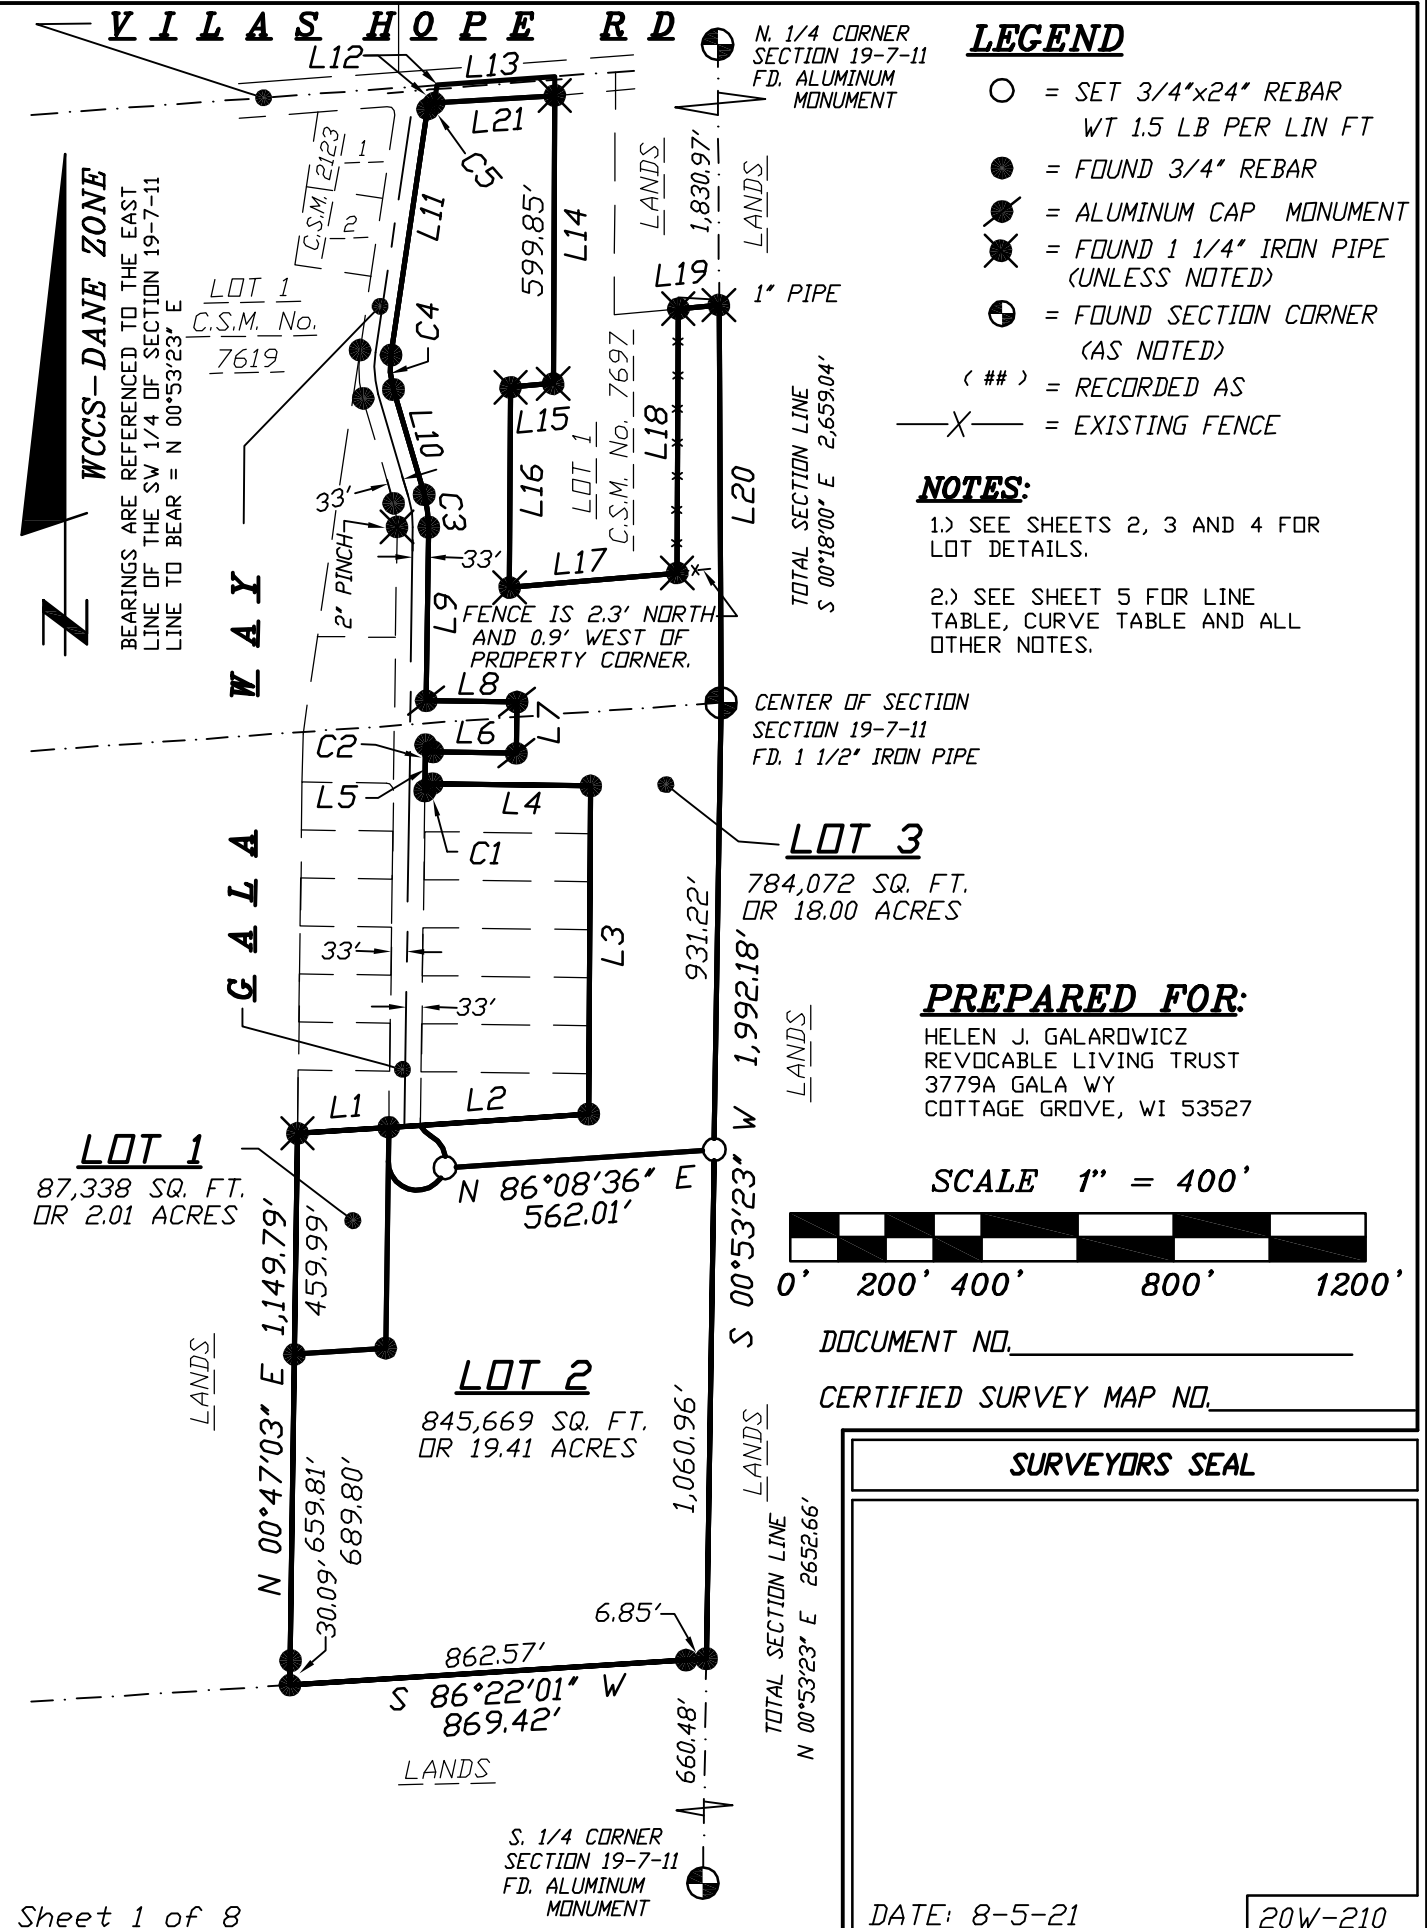 VILAS HOPE RD
N. 1/4 CORNER
SECTION 19-7-11
FD. ALUMINUM
MONUMENT
LEGEND
= SET 3/4"x24" REBAR
WT 1.5 LB PER LIN FT
= FOUND 3/4" REBAR
= ALUMINUM CAP MONUMENT
= FOUND 1 1/4" IRON PIPE
(UNLESS NOTED)
= FOUND SECTION CORNER
(AS NOTED)
( ## ) = RECORDED AS
X = EXISTING FENCE
NOTES:
1.) SEE SHEETS 2, 3 AND 4 FOR
LOT DETAILS.
2.) SEE SHEET 5 FOR LINE
TABLE, CURVE TABLE AND ALL
OTHER NOTES.
WCCS-DANE ZONE
BEARINGS ARE REFERENCED TO THE EAST
LINE OF THE SW 1/4 OF SECTION 19-7-11
LINE TO BEAR = N 00°53'23" E
N
L12
L13
L21
C5
C.S.M. 2123
1
2
L11
599.85'
L14
LANDS
1,830.97'
LANDS
LOT 1
C.S.M. No.
7619
C4
L19
1" PIPE
L10
L15
L16
LOT 1
C.S.M. No. 7697
L18
L20
TOTAL SECTION LINE
S 00°18'00" E 2,659.04'
33'
C3
2" PINCH
33'
L17
L9
FENCE IS 2.3' NORTH
AND 0.9' WEST OF
PROPERTY CORNER.
GALA WAY
L8
L7
L6
C2
L5
L4
C1
CENTER OF SECTION
SECTION 19-7-11
FD. 1 1/2" IRON PIPE
LOT 3
784,072 SQ. FT.
OR 18.00 ACRES
33'
33'
L3
931.22'
S 00°53'23" W 1,992.18'
LANDS
PREPARED FOR:
HELEN J. GALAROWICZ
REVOCABLE LIVING TRUST
3779A GALA WY
COTTAGE GROVE, WI 53527
L1
L2
LOT 1
87,338 SQ. FT.
OR 2.01 ACRES
N 86°08'36" E
562.01'
SCALE 1" = 400'
0' 200' 400' 800' 1200'
N 00°47'03" E 1,149.79'
459.99'
LANDS
DOCUMENT NO.
CERTIFIED SURVEY MAP NO.
LOT 2
845,669 SQ. FT.
OR 19.41 ACRES
1,060.96'
LANDS
659.81'
689.80'
30.09'
SURVEYORS SEAL
TOTAL SECTION LINE
N 00°53'23" E 2652.66'
6.85'
862.57'
S 86°22'01" W
869.42'
660.48'
LANDS
S. 1/4 CORNER
SECTION 19-7-11
FD. ALUMINUM
MONUMENT
Sheet 1 of 8
DATE: 8-5-21
20W-210